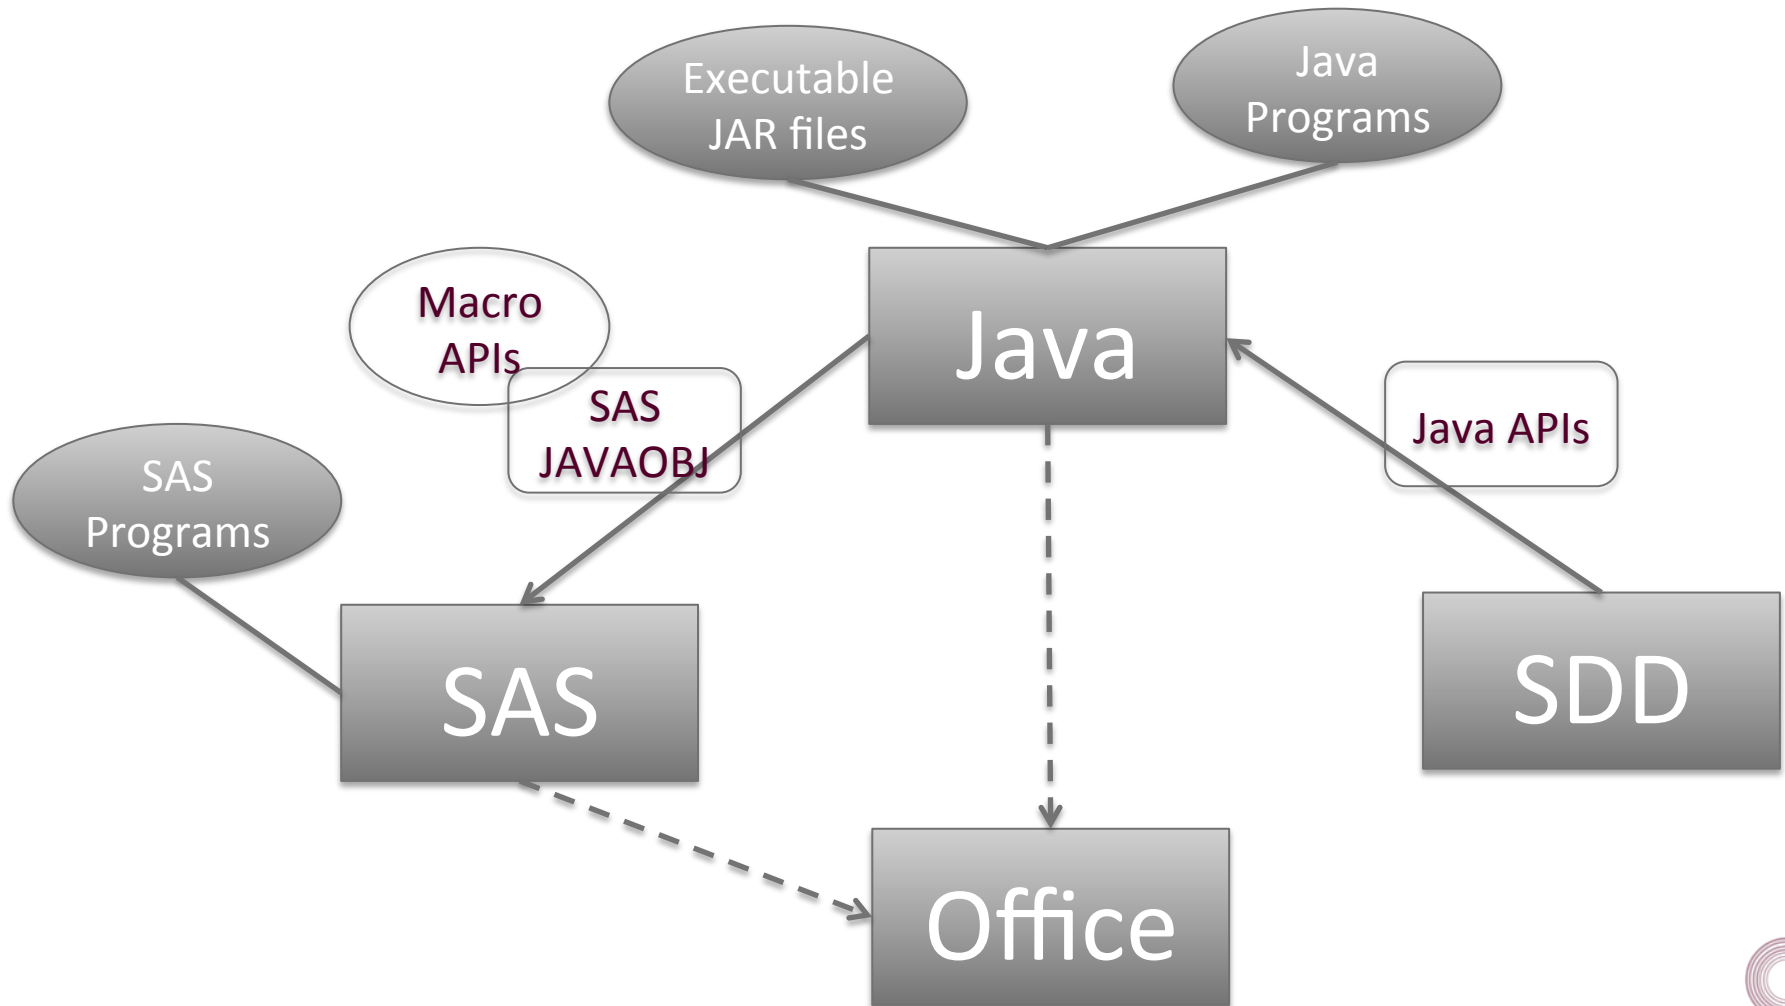 Executable
JAR files
Java
Programs
Macro
APIs
Java
SAS
JAVAOBJ
Java APIs
SAS
Programs
SAS
SDD
Office